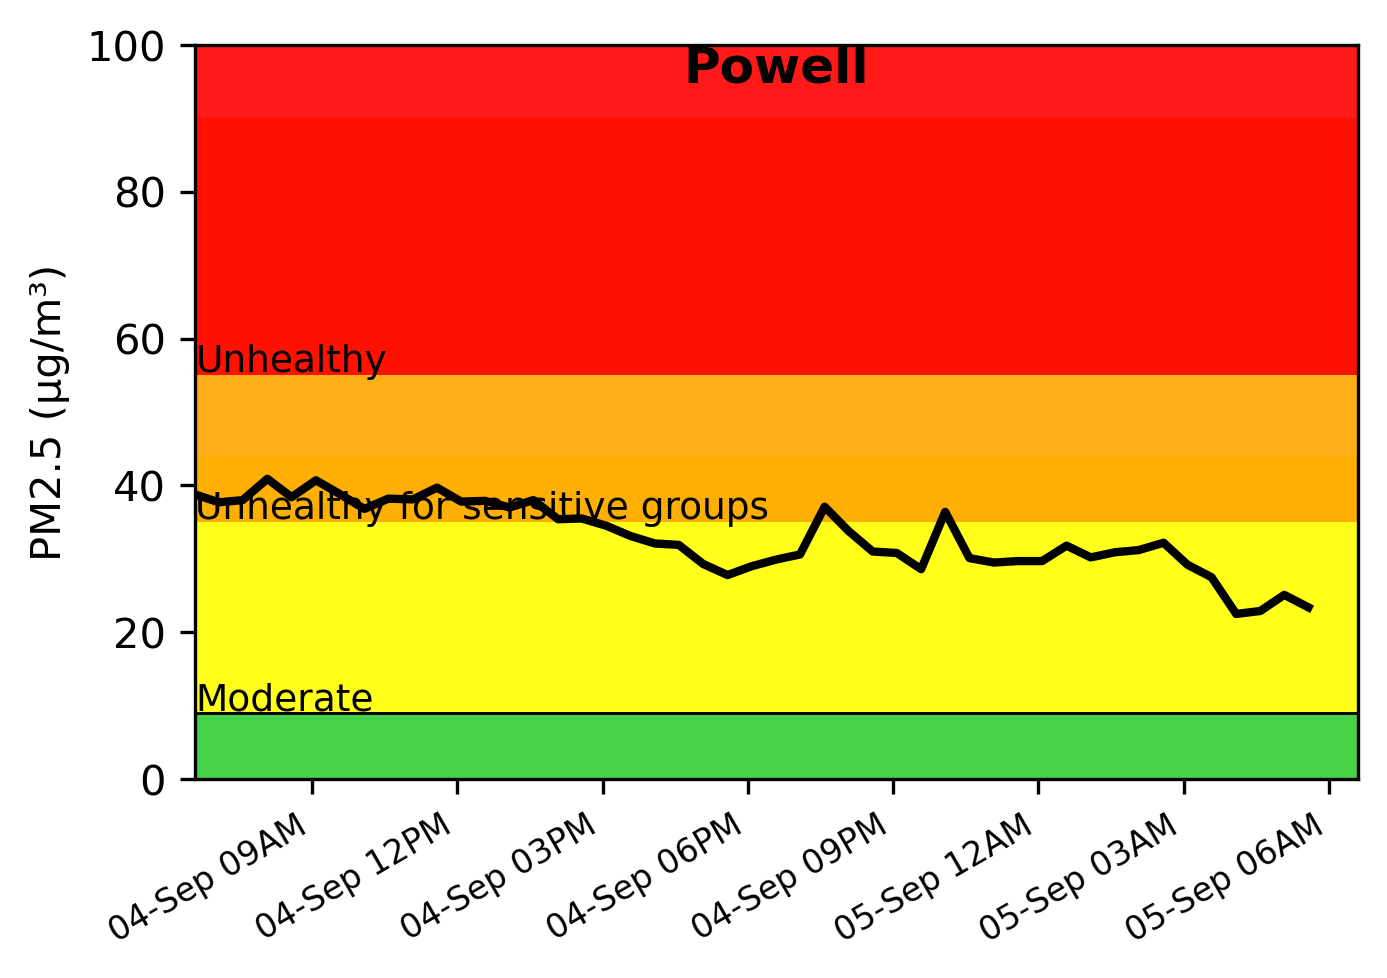 Powell
100
80
60
40
20
0
PM2.5 (µg/m³)
Unhealthy
Unhealthy for sensitive groups
Moderate
04-Sep 09AM
04-Sep 12PM
04-Sep 03PM
04-Sep 06PM
04-Sep 09PM
05-Sep 12AM
05-Sep 03AM
05-Sep 06AM